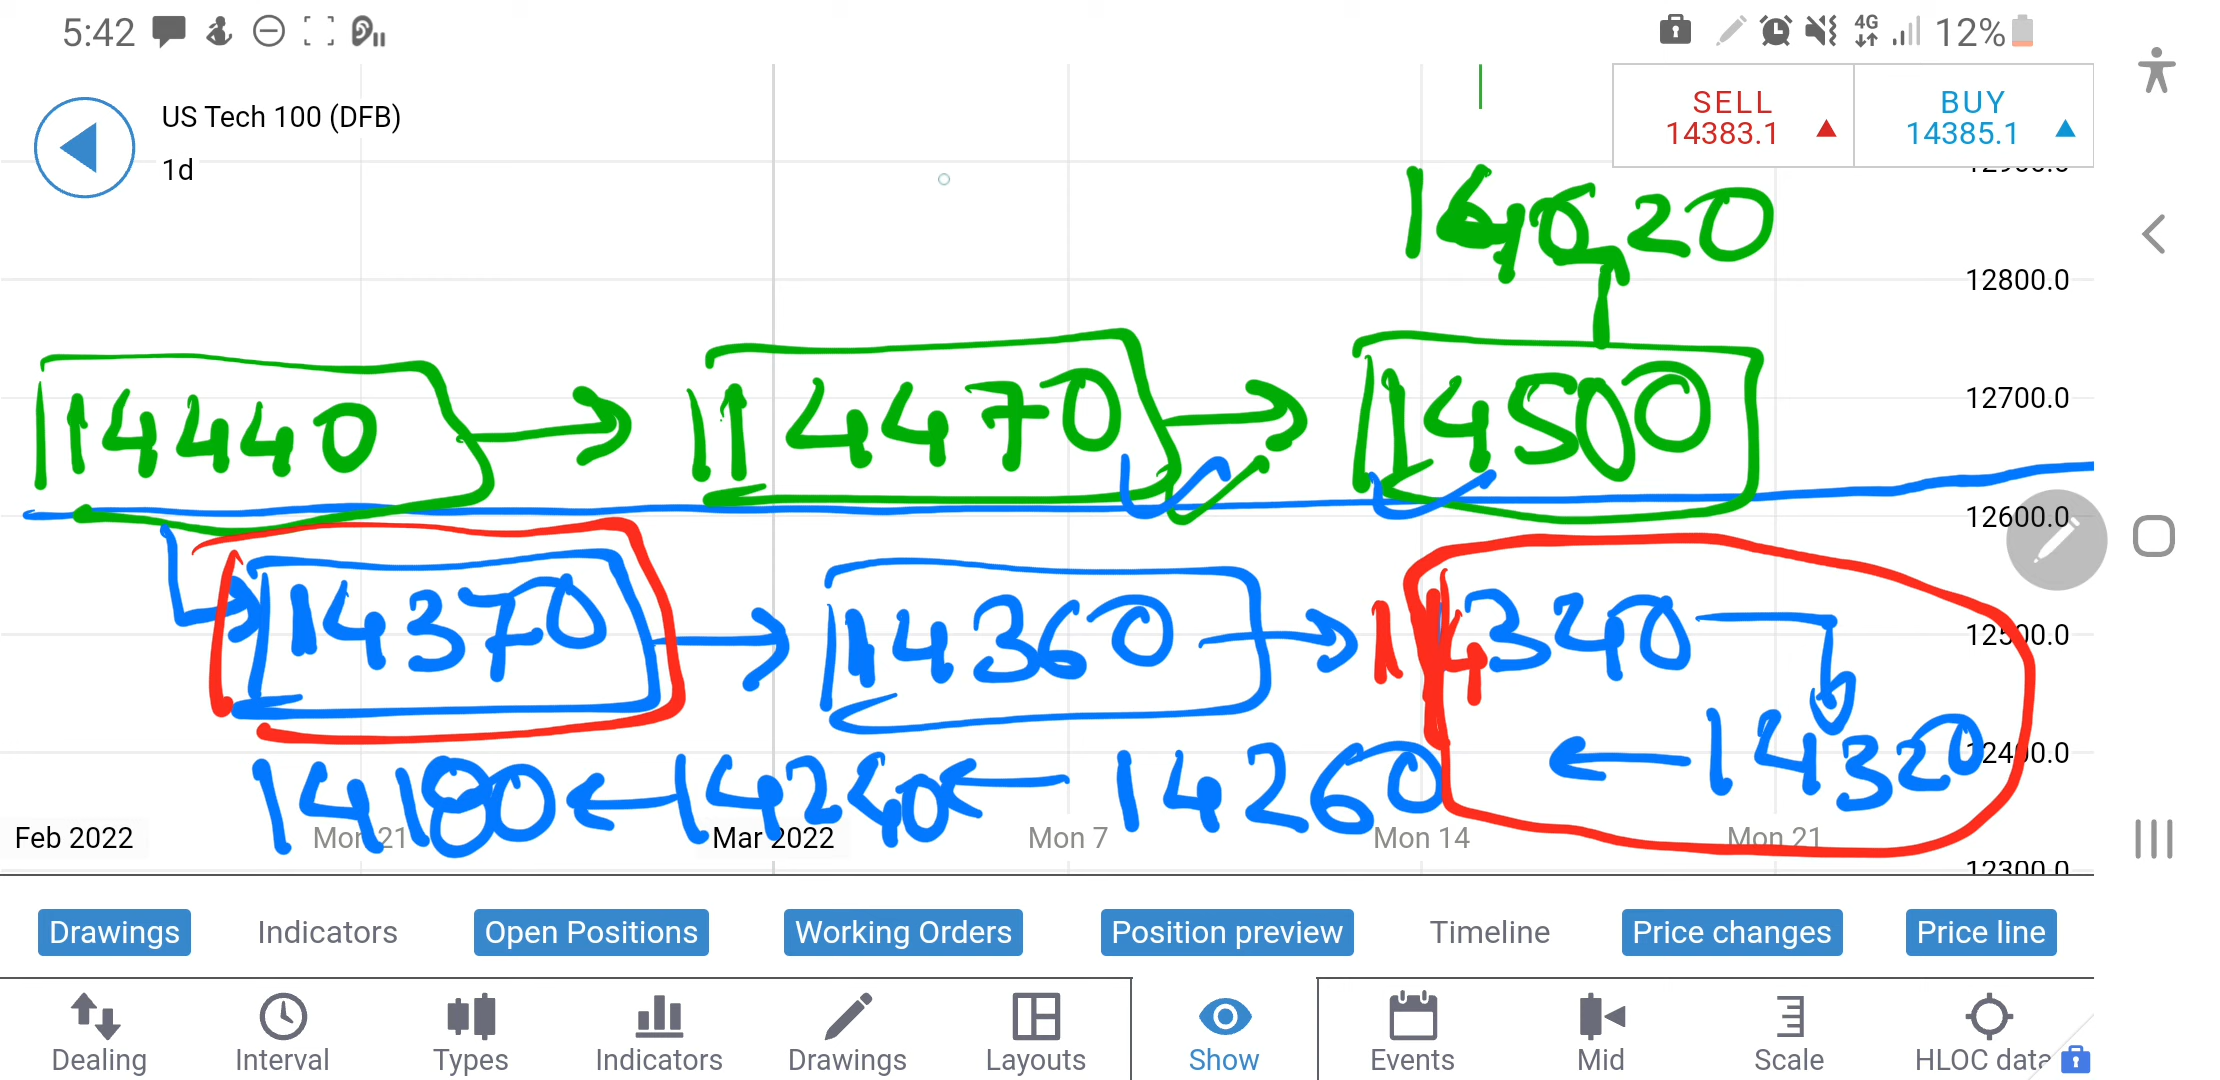 5:42 4G 12%
US Tech 100 (DFB)
1d
SELL BUY
14383.1 14385.1
12800.0
14440 → 14470 → 14500
12700.0
12600.0
14370 → 14360 → 14320
12500.0
14180 ← 14240 ← 14260 ← 14320
12400.0
Feb 2022 Mon 21 Mar 2022 Mon 7 Mon 14 Mon 21
12300.0
Drawings Indicators Open Positions Working Orders Position preview Timeline Price changes Price line
Dealing Interval Types Indicators Drawings Layouts Show Events Mid Scale HLOC data